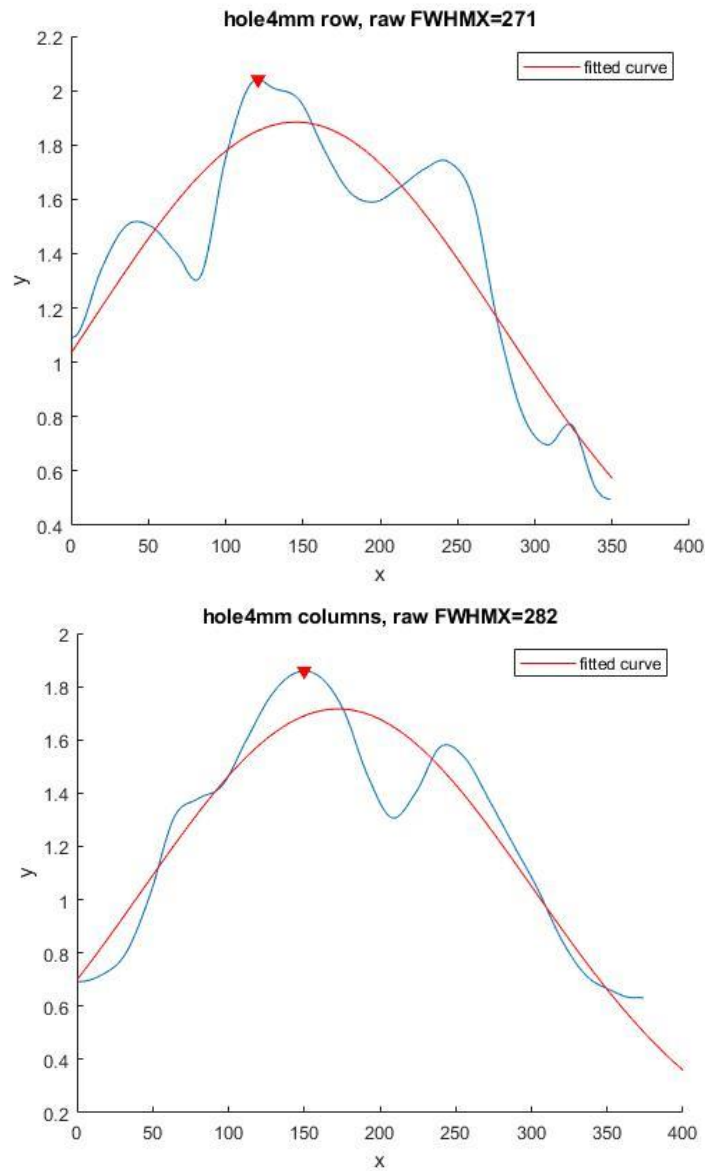 hole4mm row, raw FWHMX=271
fitted curve
2.2
2
1.8
1.6
1.4
1.2
1
0.8
0.6
0.4
y
0 50 100 150 200 250 300 350 400
x
hole4mm columns, raw FWHMX=282
fitted curve
2
1.8
1.6
1.4
1.2
1
0.8
0.6
0.4
0.2
y
0 50 100 150 200 250 300 350 400
x